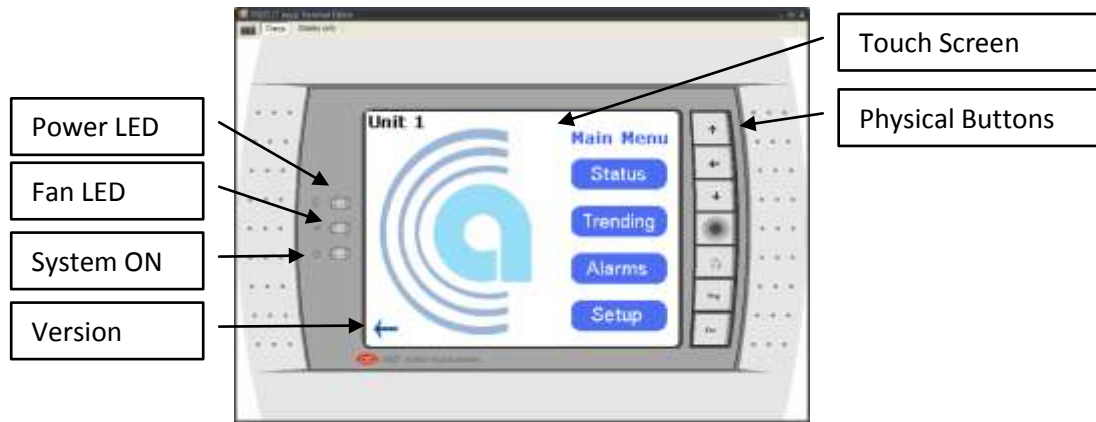 Touch Screen
Physical Buttons
Power LED
Fan LED
System ON
Version
Unit 1
Main Menu
Status
Trending
Alarms
Setup